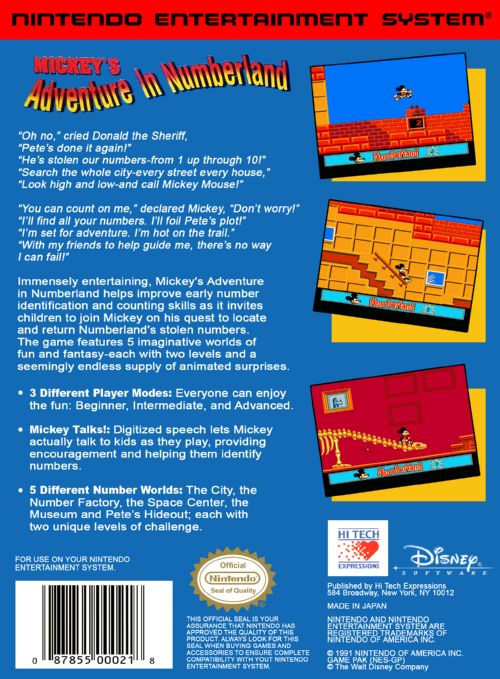 NINTENDO ENTERTAINMENT SYSTEM®
MICKEY'S
Adventure In Numberland
"Oh no," cried Donald the Sheriff,
"Pete's done it again!"
"He's stolen our numbers-from 1 up through 10!"
"Search the whole city-every street every house,"
"Look high and low-and call Mickey Mouse!"
"You can count on me," declared Mickey, "Don't worry!"
"I'll find all your numbers. I'll foil Pete's plot!"
"I'm set for adventure. I'm hot on the trail."
"With my friends to help guide me, there's no way
I can fail!"
Immensely entertaining, Mickey's Adventure
in Numberland helps improve early number
identification and counting skills as it invites
children to join Mickey on his quest to locate
and return Numberland's stolen numbers.
The game features 5 imaginative worlds of
fun and fantasy-each with two levels and a
seemingly endless supply of animated surprises.
• 3 Different Player Modes: Everyone can enjoy
the fun: Beginner, Intermediate, and Advanced.
• Mickey Talks!: Digitized speech lets Mickey
actually talk to kids as they play, providing
encouragement and helping them identify
numbers.
• 5 Different Number Worlds: The City, the
Number Factory, the Space Center, the
Museum and Pete's Hideout; each with
two unique levels of challenge.
Numberland
Numberland
Numberland
FOR USE ON YOUR NINTENDO
ENTERTAINMENT SYSTEM.
0 87855 00021 8
Official
Nintendo
Seal of Quality
THIS OFFICIAL SEAL IS YOUR
ASSURANCE THAT NINTENDO HAS
APPROVED THE QUALITY OF THIS
PRODUCT. ALWAYS LOOK FOR THIS
SEAL WHEN BUYING GAMES AND
ACCESSORIES TO ENSURE COMPLETE
COMPATIBILITY WITH YOUT NINTENDO
ENTERTAINMENT SYSTEM.
HI TECH
EXPRESSIONS
Disney
SOFTWARE
Published by Hi Tech Expressions
584 Broadway, New York, NY 10012
MADE IN JAPAN
NINTENDO AND NINTENDO
ENTERTAINMENT SYSTEM ARE
REGISTERED TRADEMARKS OF
NINTENDO OF AMERICA INC.
© 1991 NINTENDO OF AMERICA INC.
GAME PAK (NES-GP)
© The Walt Disney Company